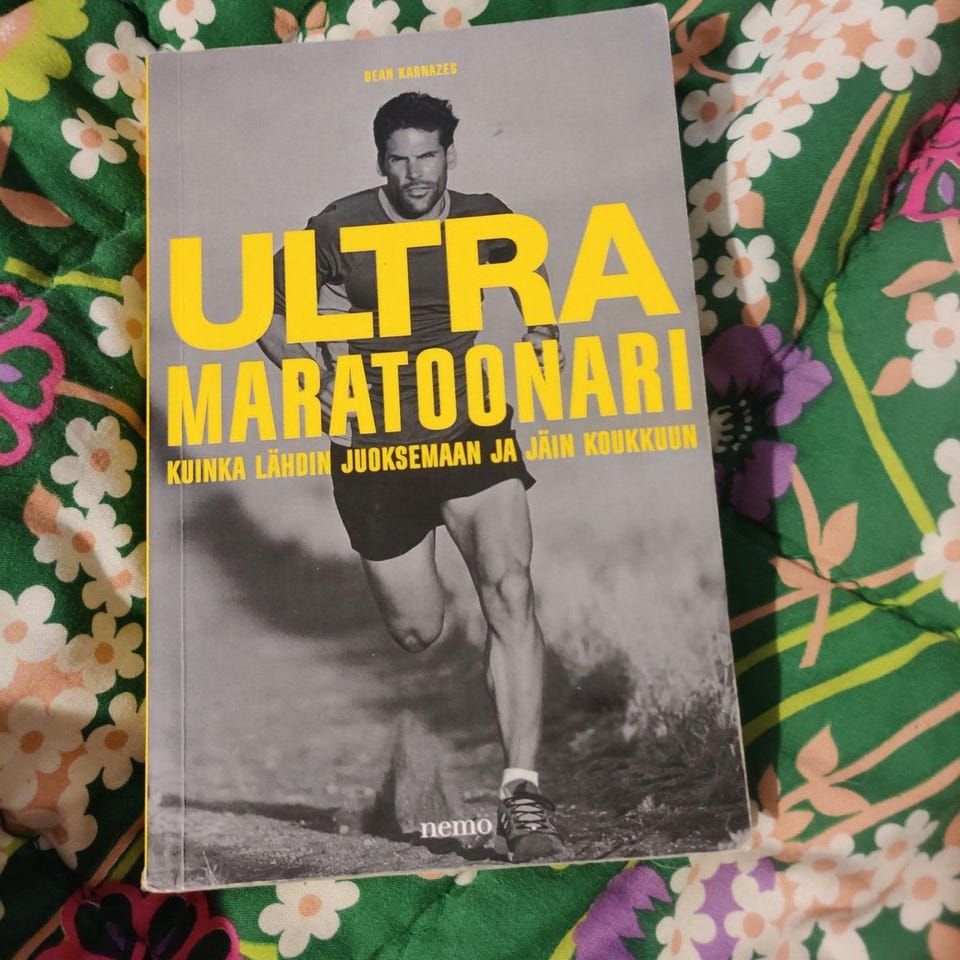 DEAN KARNAZES
ULTRA
MARATOONARI
KUINKA LÄHDIN JUOKSEMAAN JA JÄIN KOUKKUUN
nemo